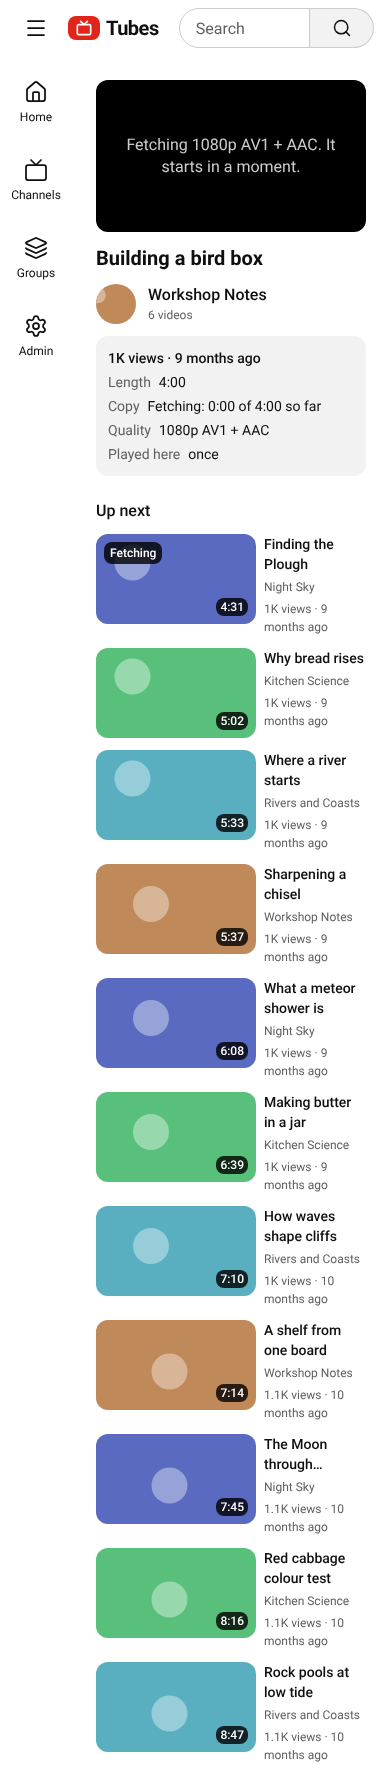 Tubes
Search
Home
Channels
Groups
Admin
Fetching 1080p AV1 + AAC. It
starts in a moment.
Building a bird box
Workshop Notes
6 videos
1K views · 9 months ago
Length 4:00
Copy Fetching: 0:00 of 4:00 so far
Quality 1080p AV1 + AAC
Played here once
Up next
Fetching
4:31
Finding the
Plough
Night Sky
1K views · 9
months ago
5:02
Why bread rises
Kitchen Science
1K views · 9
months ago
5:33
Where a river
starts
Rivers and Coasts
1K views · 9
months ago
5:37
Sharpening a
chisel
Workshop Notes
1K views · 9
months ago
6:08
What a meteor
shower is
Night Sky
1K views · 9
months ago
6:39
Making butter
in a jar
Kitchen Science
1K views · 9
months ago
7:10
How waves
shape cliffs
Rivers and Coasts
1K views · 10
months ago
7:14
A shelf from
one board
Workshop Notes
1.1K views · 10
months ago
7:45
The Moon
through...
Night Sky
1.1K views · 10
months ago
8:16
Red cabbage
colour test
Kitchen Science
1.1K views · 10
months ago
8:47
Rock pools at
low tide
Rivers and Coasts
1.1K views · 10
months ago